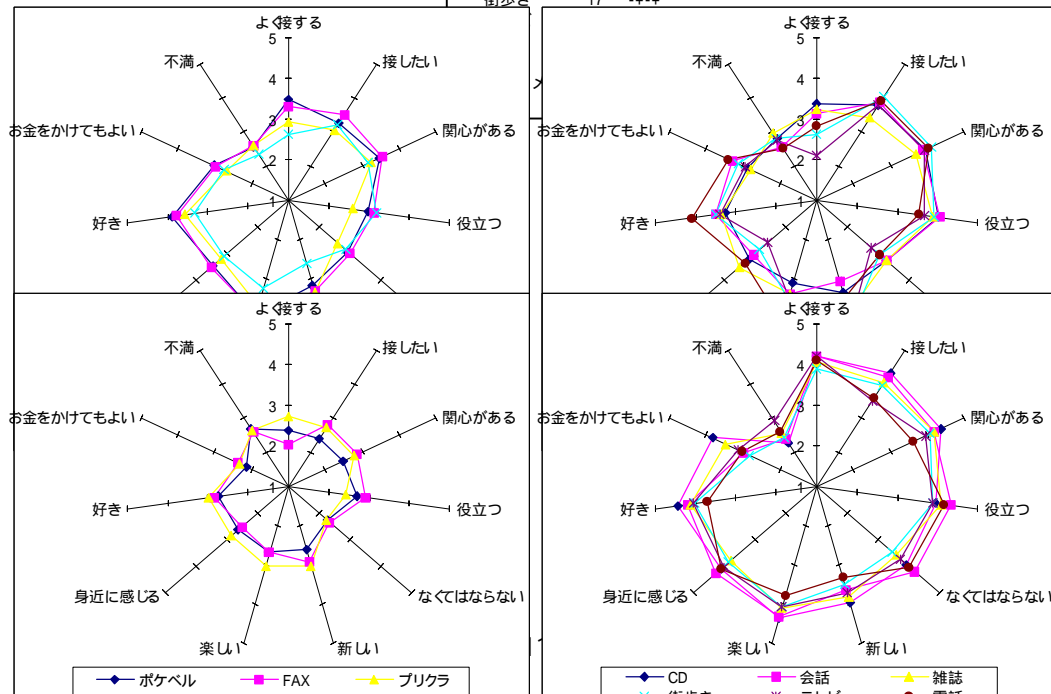 よく接する
5
4
3
2
1
接したい
関心がある
役立つ
好き
お金をかけてもよい
不満
よく接する
5
4
3
2
1
接したい
関心がある
役立つ
好き
お金をかけてもよい
不満
よく接する
5
4
3
2
1
接したい
関心がある
役立つ
なくてはならない
新しい
楽しい
身近に感じる
好き
お金をかけてもよい
不満
ポケベル FAX プリクラ
よく接する
5
4
3
2
1
接したい
関心がある
役立つ
なくてはならない
新しい
楽しい
身近に感じる
好き
お金をかけてもよい
不満
CD 会話 雑誌